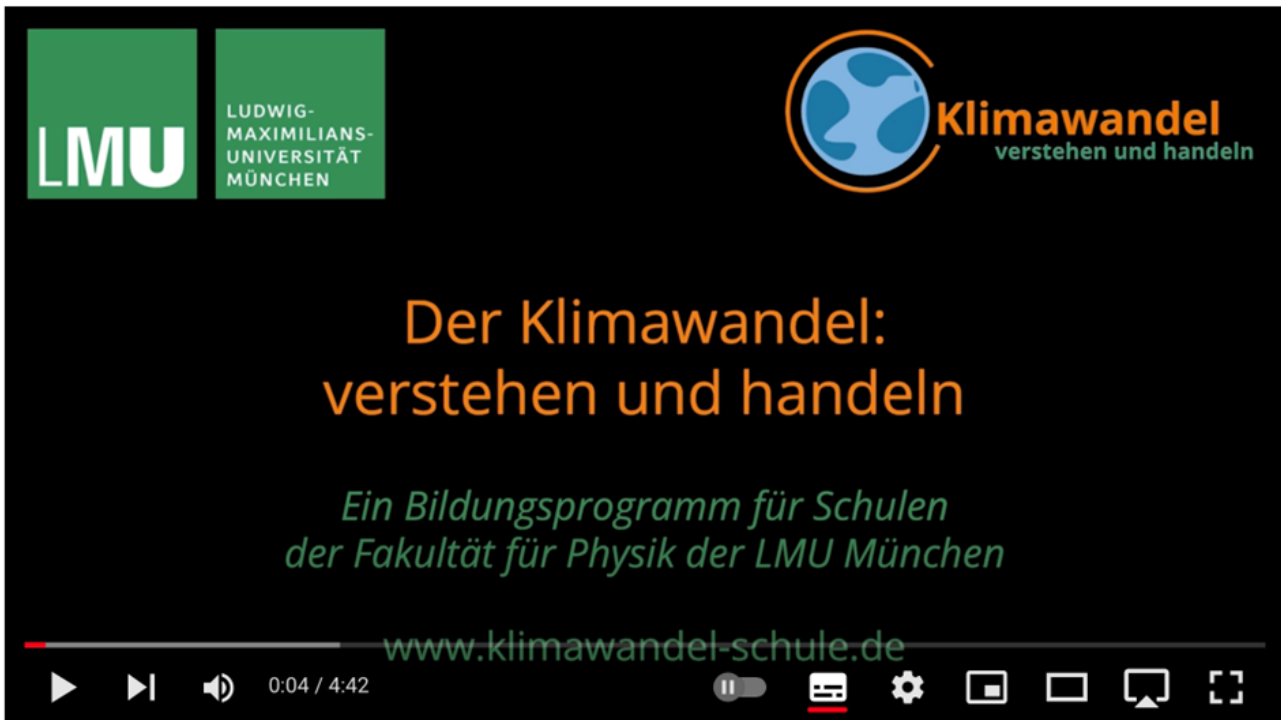 LMU
LUDWIG-
MAXIMILIANS-
UNIVERSITÄT
MÜNCHEN
Klimawandel
verstehen und handeln
Der Klimawandel:
verstehen und handeln
Ein Bildungsprogramm für Schulen
der Fakultät für Physik der LMU München
www.klimawandel-schule.de
0:04 / 4:42